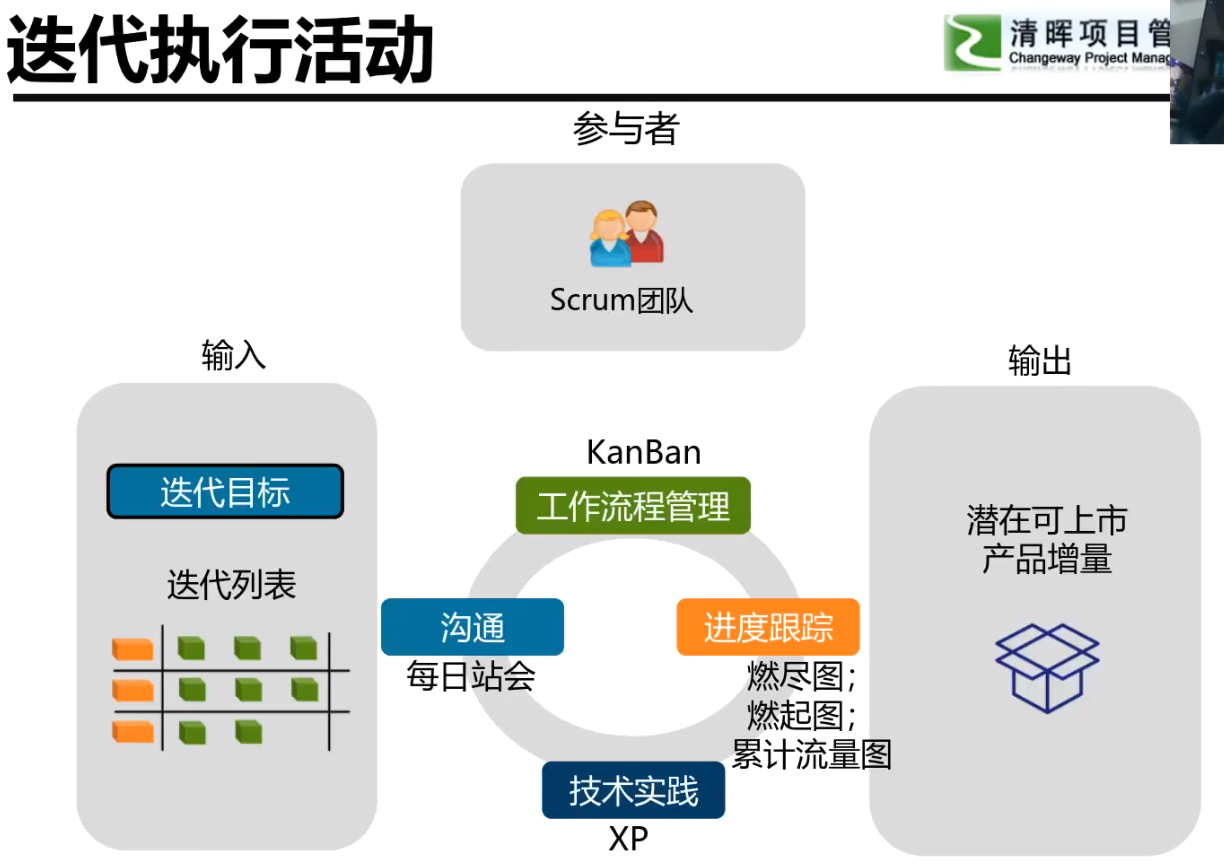 迭代执行活动
清晖项目管
Changeway Project Manag
参与者
Scrum团队
输入
输出
迭代目标
迭代列表
KanBan
工作流程管理
沟通
每日站会
进度跟踪
燃尽图；
燃起图；
累计流量图
技术实践
XP
潜在可上市
产品增量